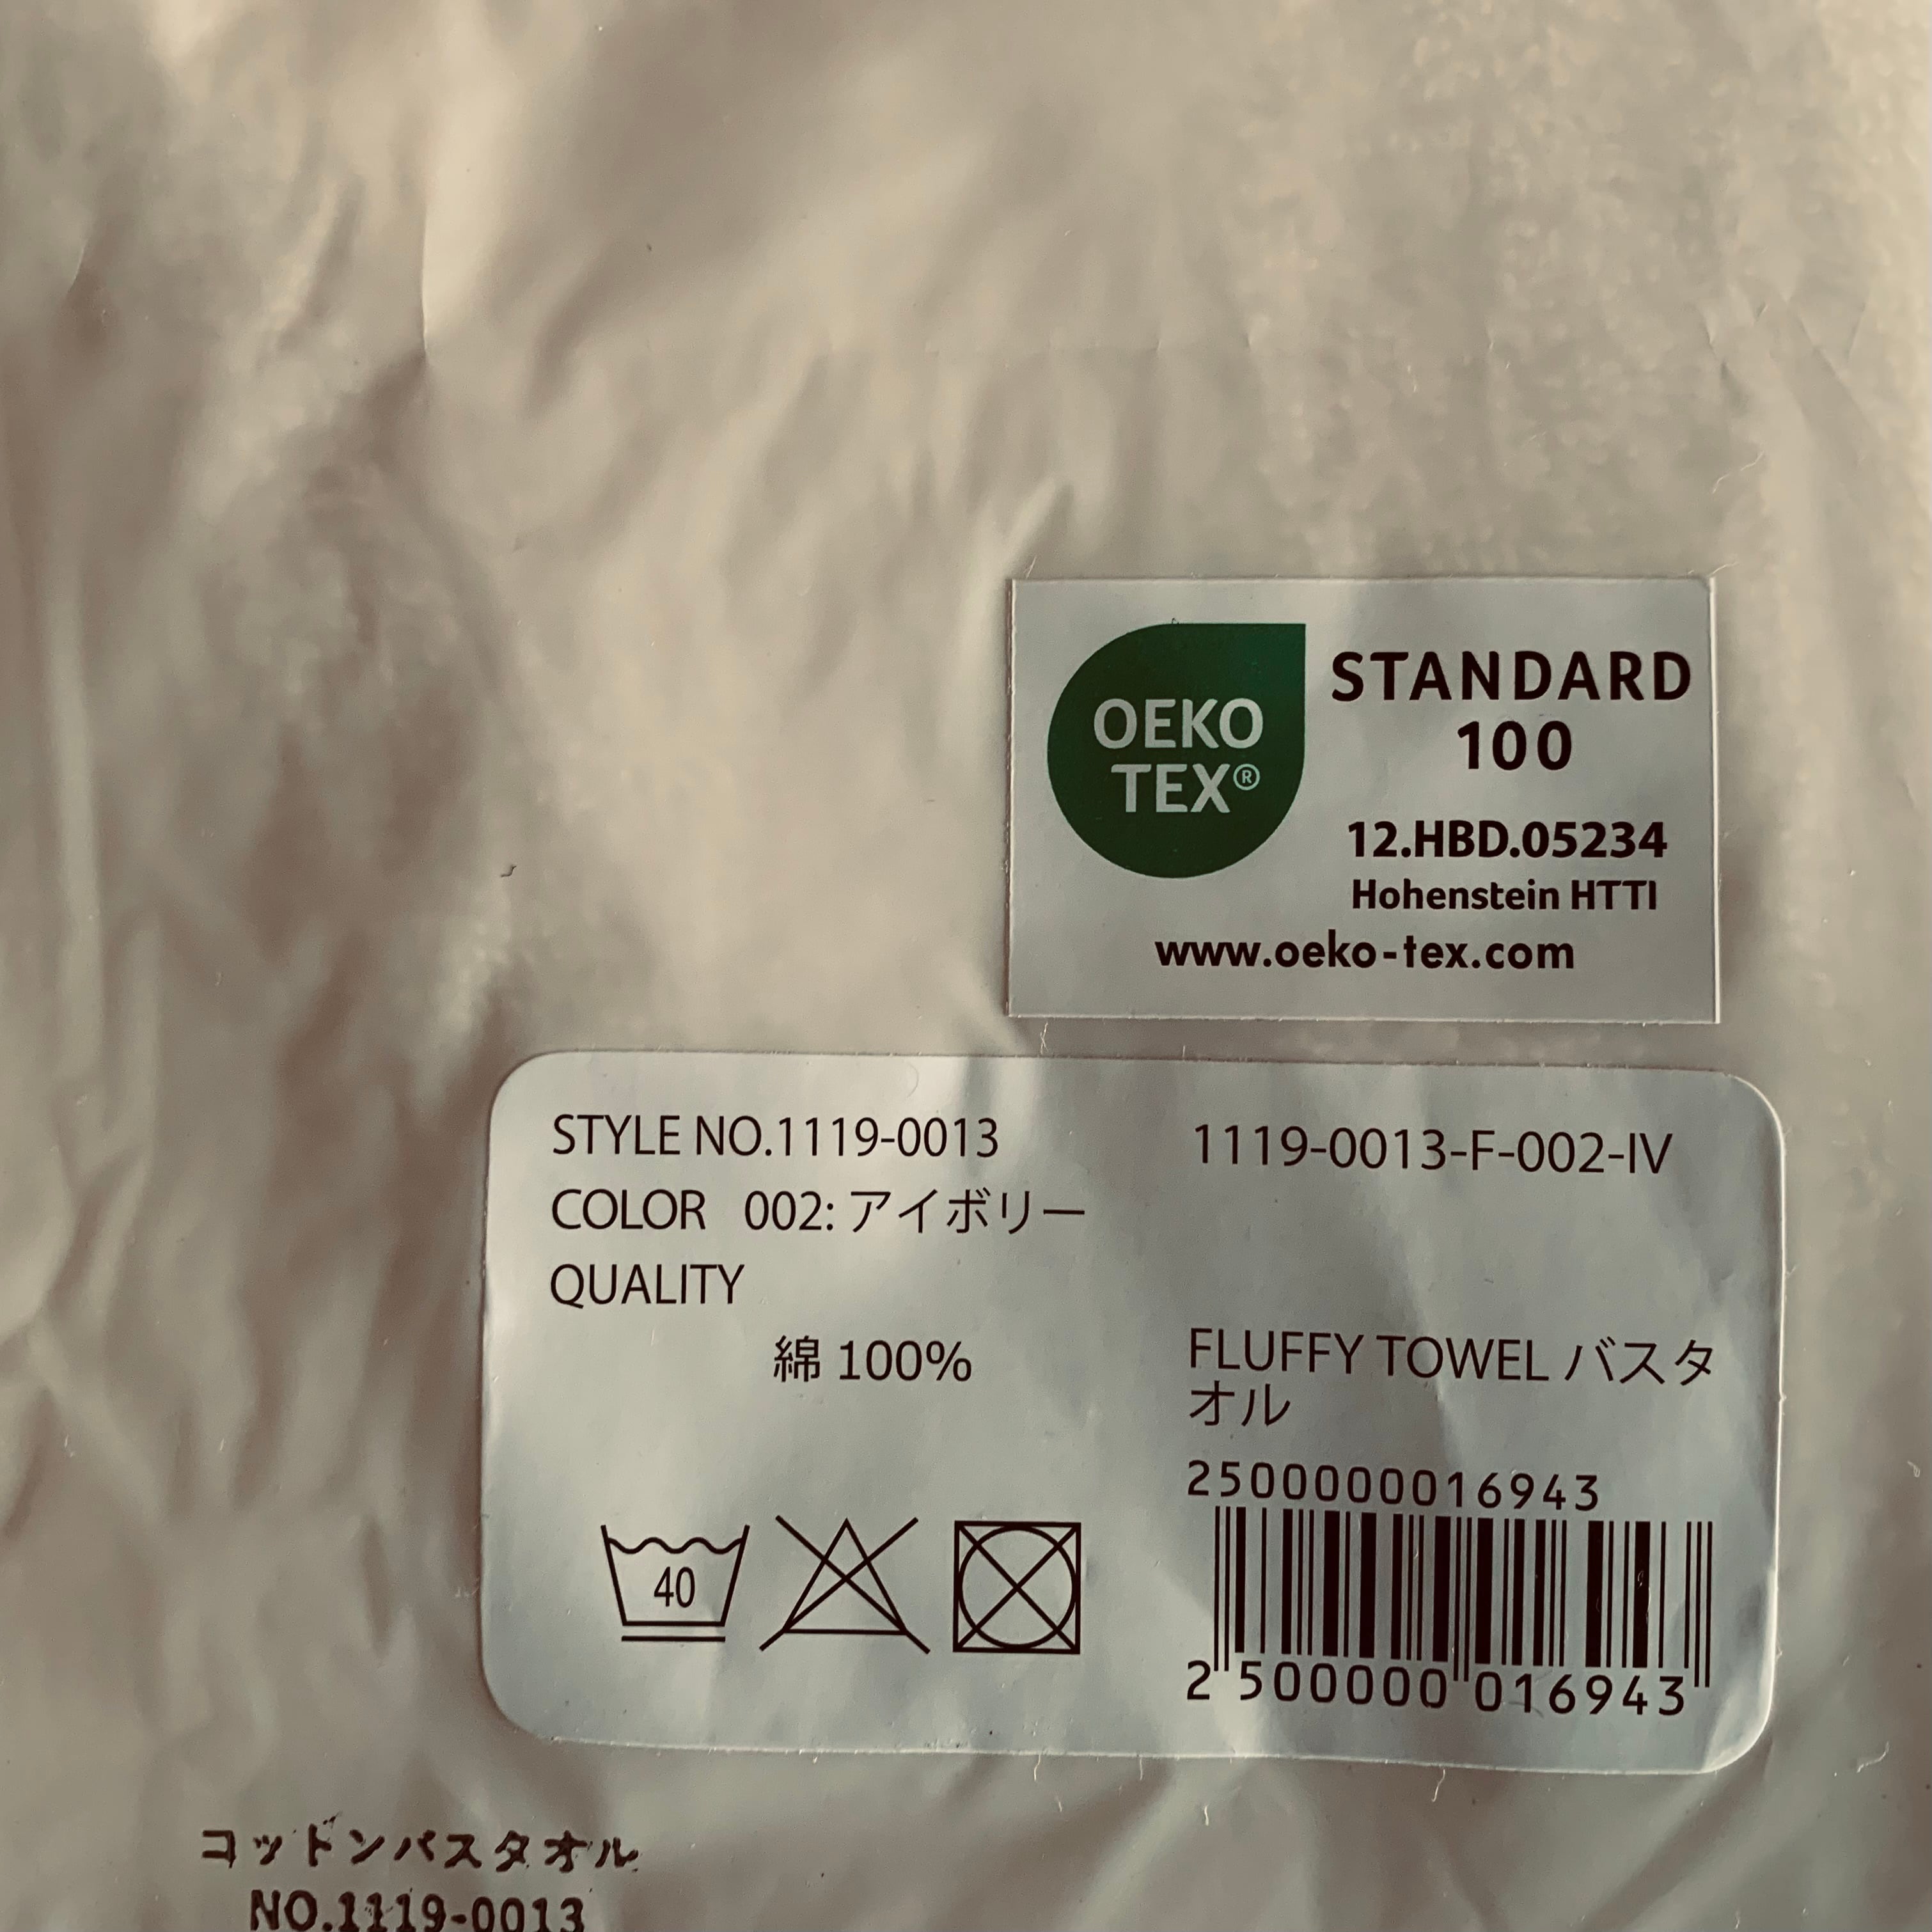 OEKO
TEX®
STANDARD
100
12.HBD.05234
Hohenstein HTTI
www.oeko-tex.com
STYLE NO.1119-0013
COLOR 002: アイボリー
QUALITY
綿 100%
40
1119-0013-F-002-IV
FLUFFY TOWEL バスタ
オル
2500000016943
2 500000 016943
コットンバスタオル
NO.1119-0013